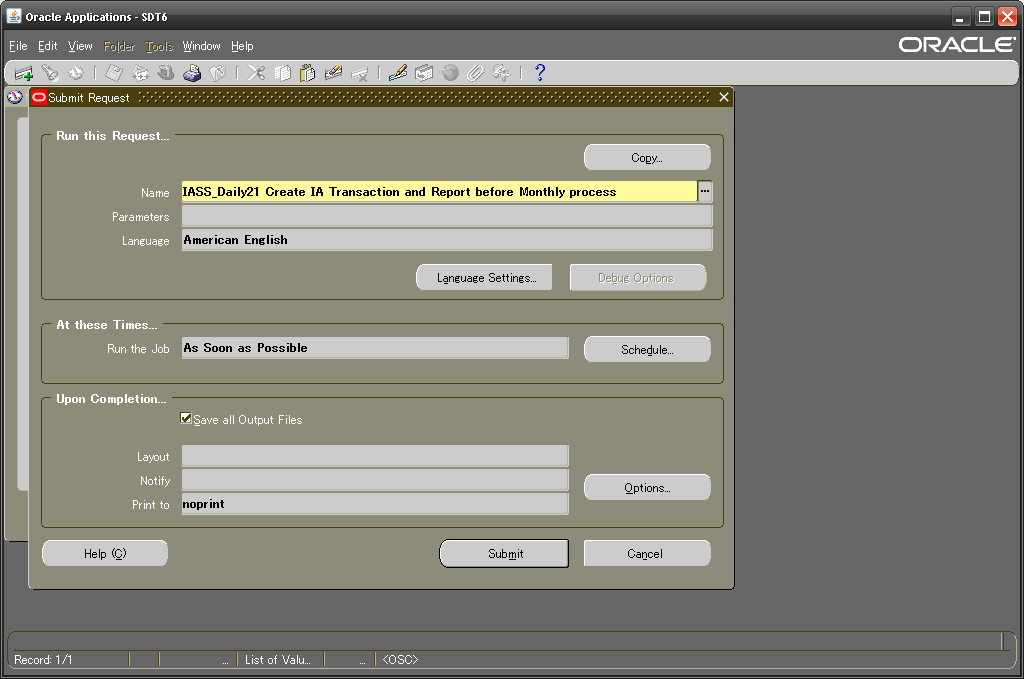 Oracle Applications - SDT6
File Edit View Folder Tools Window Help
ORACLE
Submit Request
Run this Request...
Copy...
Name IASS_Daily21 Create IA Transaction and Report before Monthly process ...
Parameters
Language American English
Language Settings... Debug Options
At these Times...
Run the Job As Soon as Possible Schedule...
Upon Completion...
Save all Output Files
Layout
Notify
Options...
Print to noprint
Help (C) Submit Cancel
Record: 1/1 ... List of Valu... ... <OSC>